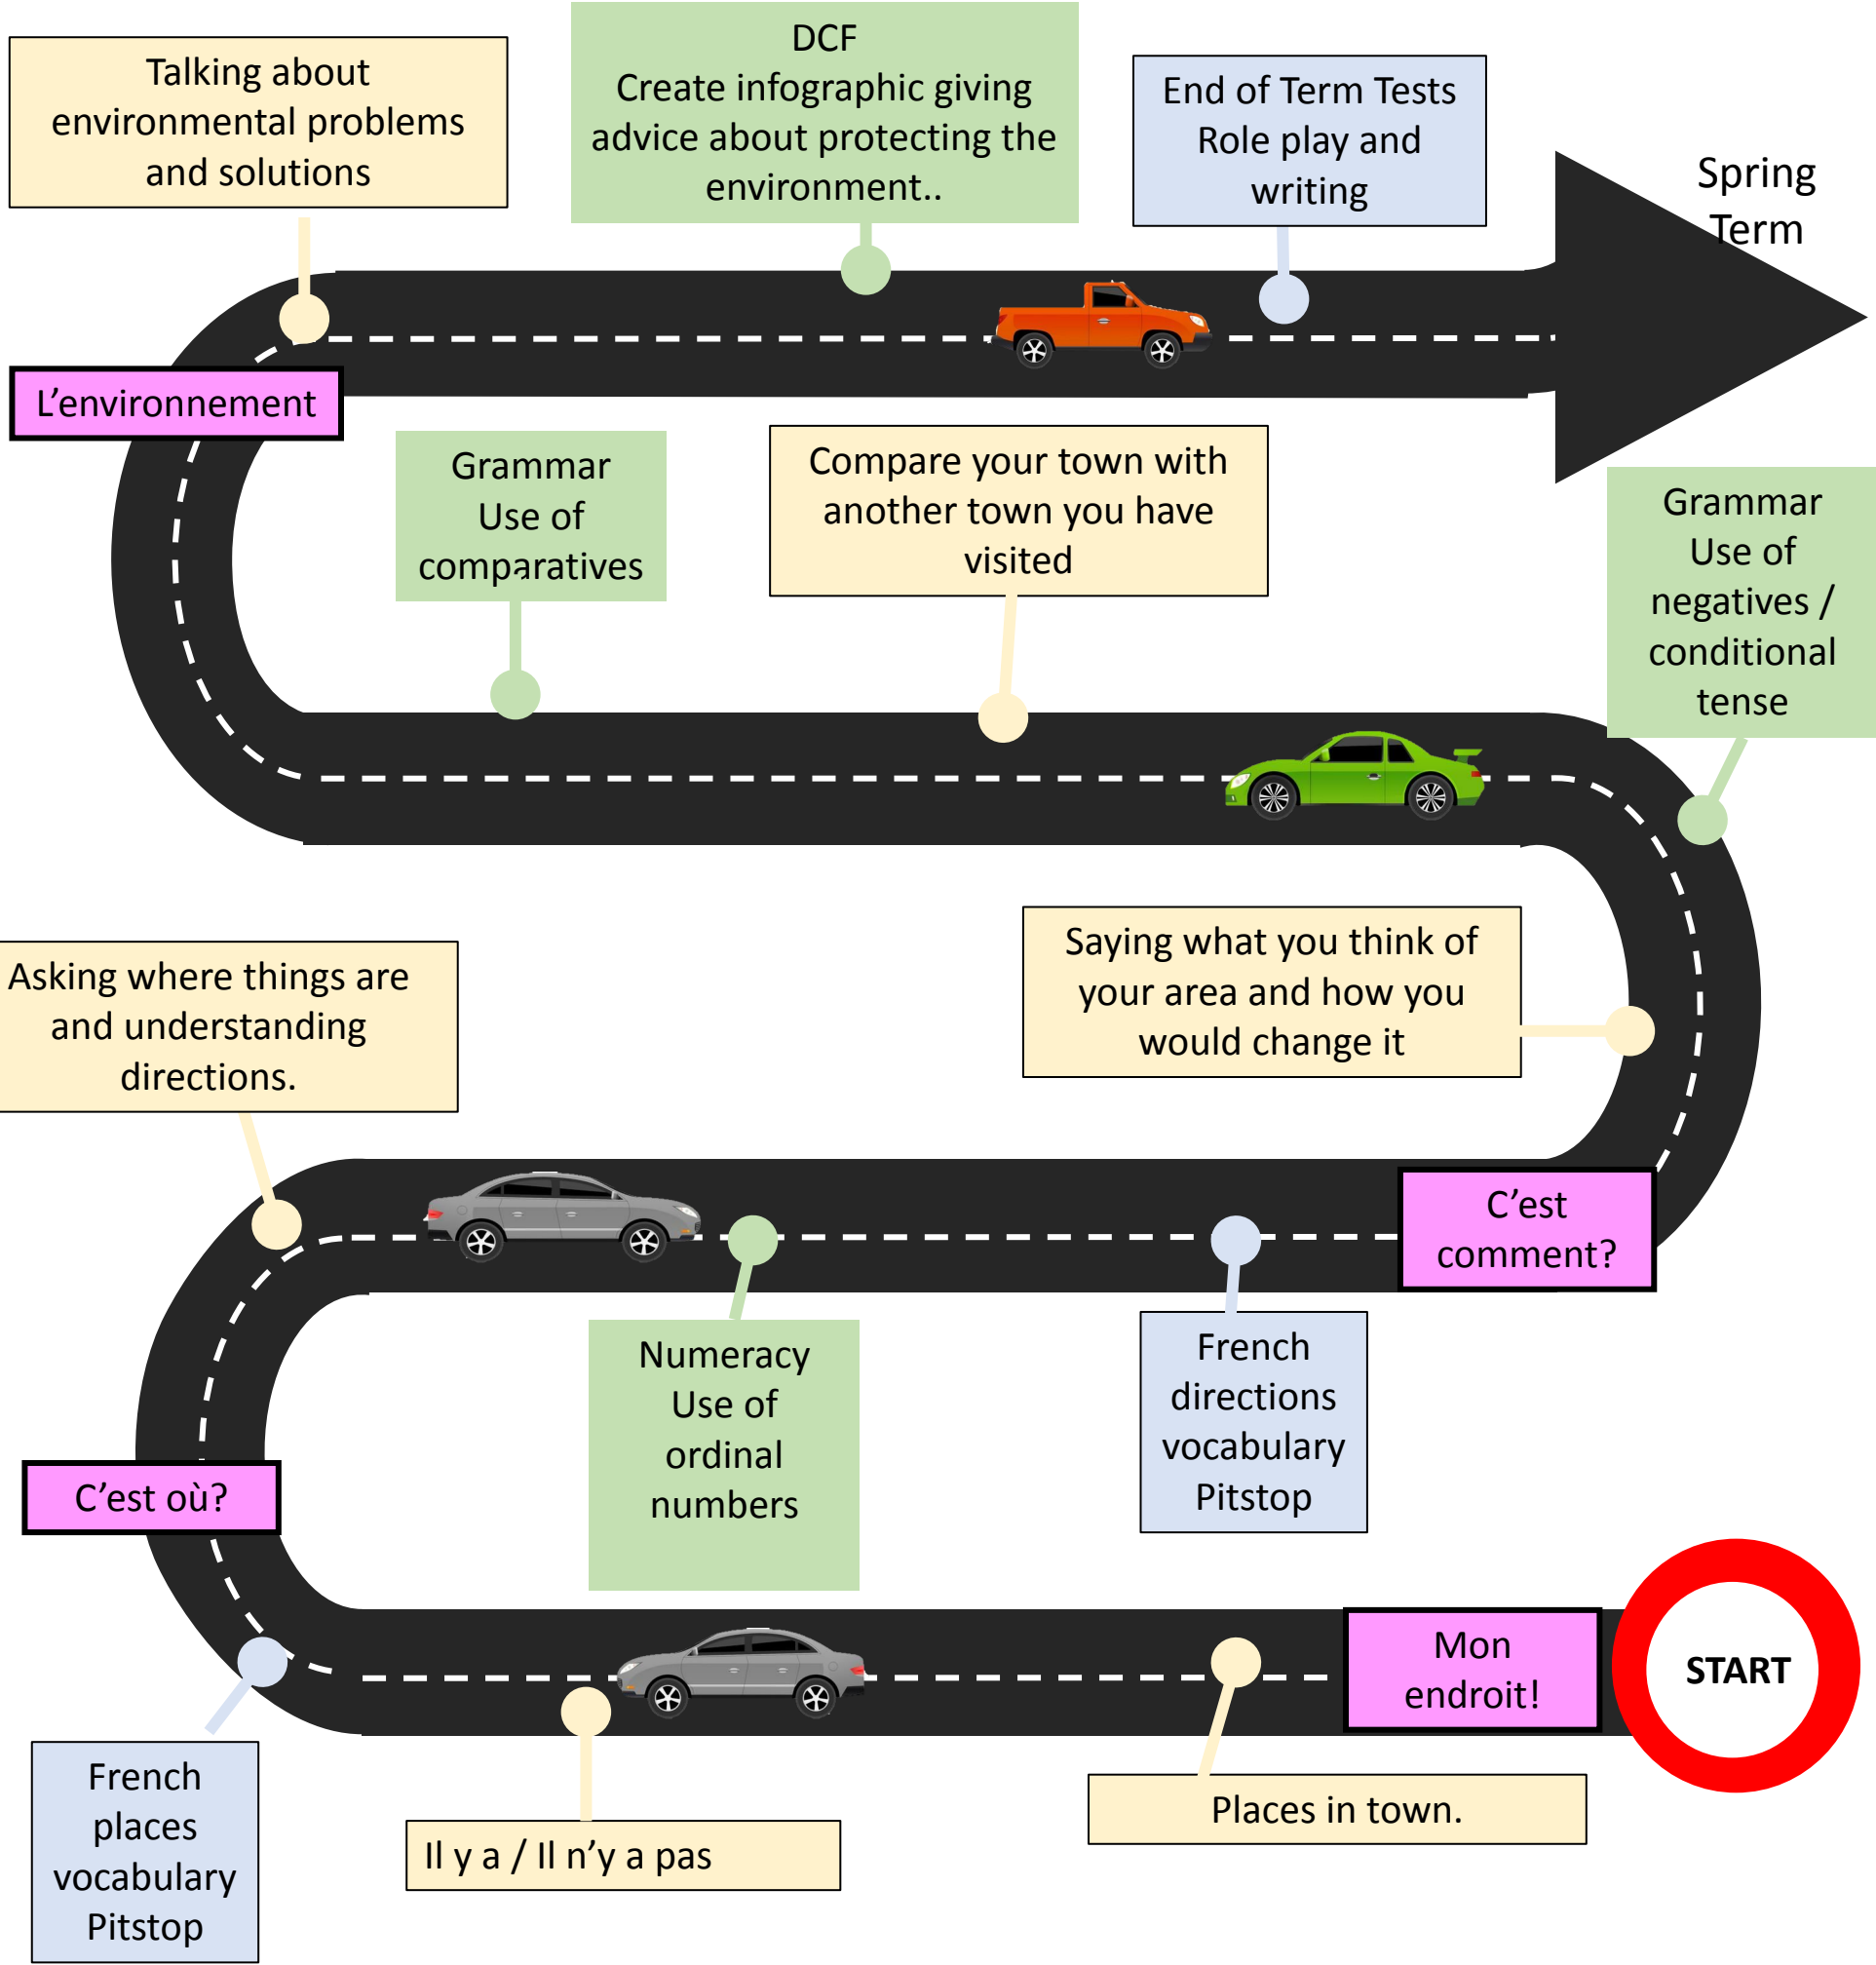 Talking about
environmental problems
and solutions
DCF
Create infographic giving
advice about protecting the
environment..
End of Term Tests
Role play and
writing
Spring
Term
L'environnement
Grammar
Use of
comparatives
Compare your town with
another town you have
visited
Grammar
Use of
negatives /
conditional
tense
Asking where things are
and understanding
directions.
Saying what you think of
your area and how you
would change it
C'est
comment?
Numeracy
Use of
ordinal
numbers
French
directions
vocabulary
Pitstop
C'est où?
Mon
endroit!
START
French
places
vocabulary
Pitstop
Il y a / Il n'y a pas
Places in town.